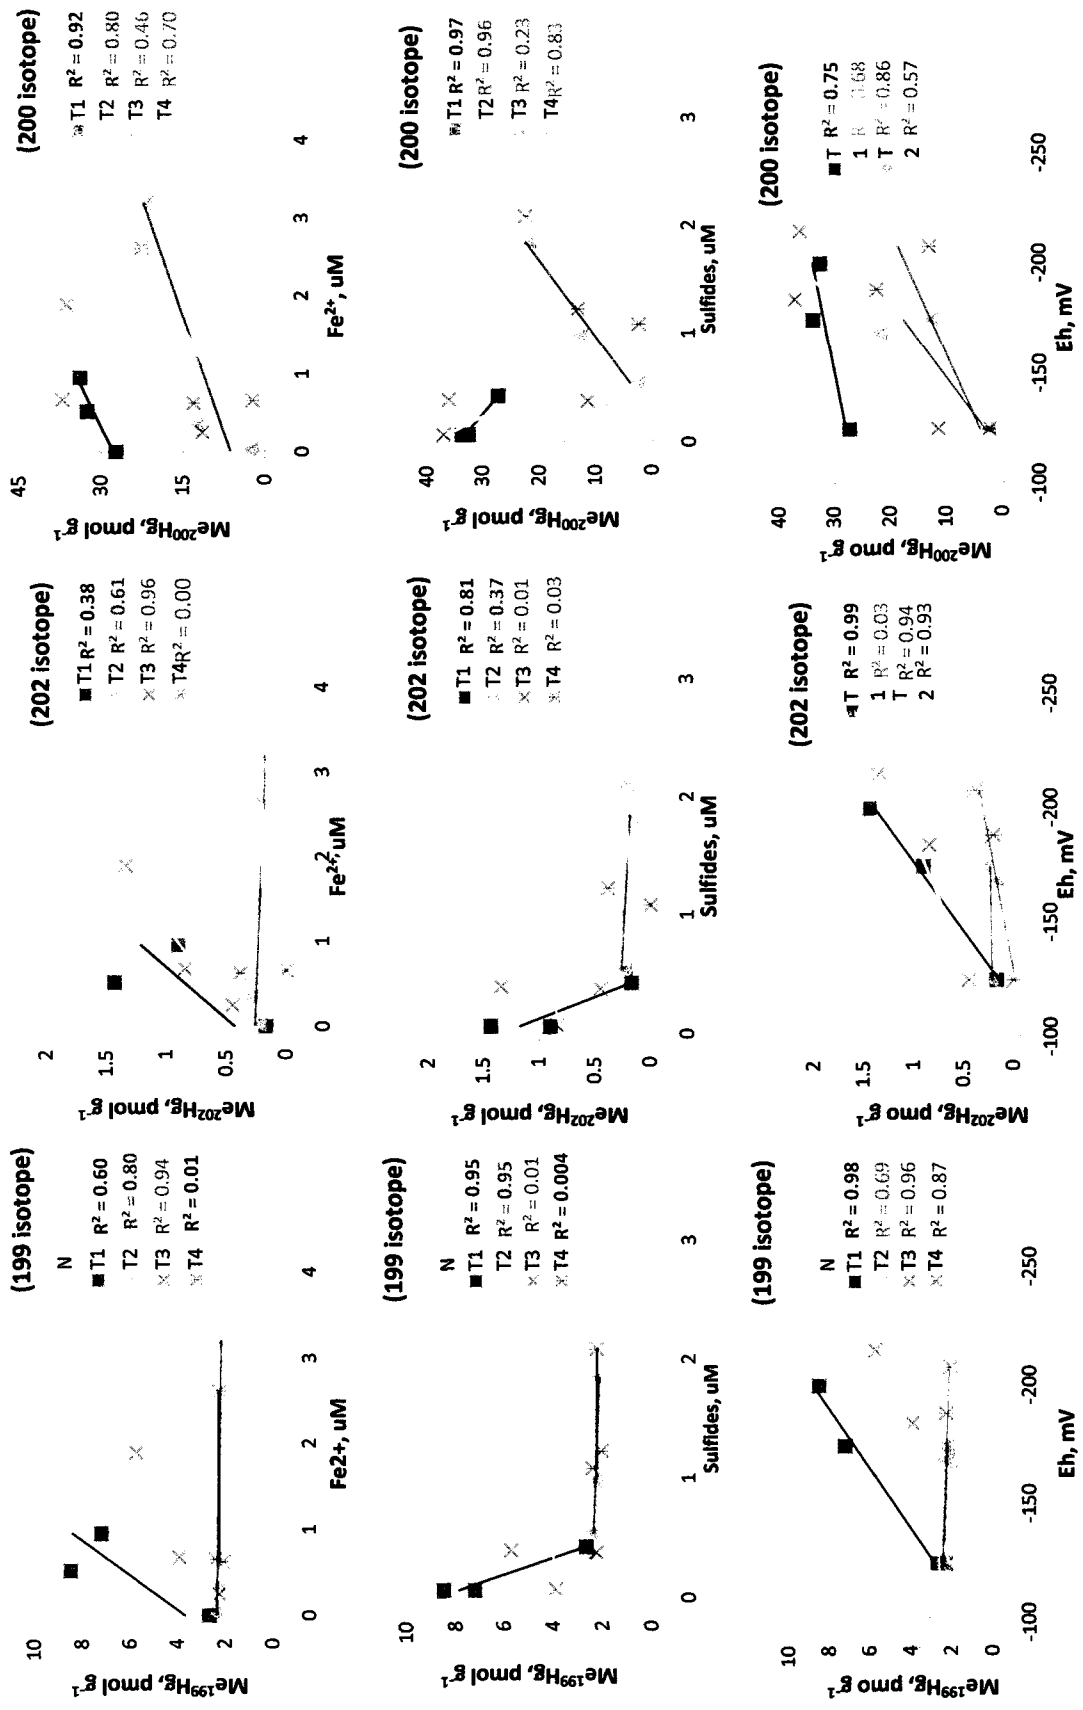 (199 isotope)
N
T1 R² = 0.60
T2 R² = 0.80
T3 R² = 0.94
T4 R² = 0.01
Me¹⁹⁹Hg, pmol g⁻¹
10
8
6
4
2
0
0 1 2 3 4
Fe2+, uM
(202 isotope)
T1 R² = 0.38
T2 R² = 0.61
T3 R² = 0.96
T4R² = 0.00
Me²⁰²Hg, pmol g⁻¹
2
1.5
1
0.5
0
0 1 2 3 4
Fe²⁺, uM
(200 isotope)
T1 R² = 0.92
T2 R² = 0.80
T3 R² = 0.46
T4 R² = 0.70
Me²⁰⁰Hg, pmol g⁻¹
45
30
15
0
0 1 2 3 4
Fe²⁺, uM
(199 isotope)
N
T1 R² = 0.95
T2 R² = 0.95
T3 R² = 0.01
T4 R² = 0.004
Me¹⁹⁹Hg, pmol g⁻¹
10
8
6
4
2
0
0 1 2 3
Sulfides, uM
(202 isotope)
T1 R² = 0.81
T2 R² = 0.37
T3 R² = 0.01
T4 R² = 0.03
Me²⁰²Hg, pmol g⁻¹
2
1.5
1
0.5
0
0 1 2 3
Sulfides, uM
(200 isotope)
T1 R² = 0.97
T2 R² = 0.96
T3 R² = 0.23
T4R² = 0.83
Me²⁰⁰Hg, pmol g⁻¹
40
30
20
10
0
0 1 2 3
Sulfides, uM
(199 isotope)
N
T1 R² = 0.98
T2 R² = 0.69
T3 R² = 0.96
T4 R² = 0.87
Me¹⁹⁹Hg, pmo g⁻¹
10
8
6
4
2
0
-100 -150 -200 -250
Eh, mV
(202 isotope)
T R² = 0.99
1 R² = 0.03
T R² = 0.94
2 R² = 0.93
Me²⁰²Hg, pmo g⁻¹
2
1.5
1
0.5
0
-100 -150 -200 -250
Eh, mV
(200 isotope)
T R² = 0.75
1 R 0.68
T R² = 0.86
2 R² = 0.57
Me²⁰⁰Hg, pmo g⁻¹
40
30
20
10
0
-100 -150 -200 -250
Eh, mV